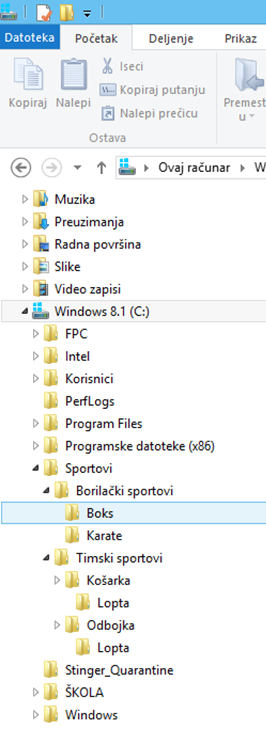 Datoteka Početak Deljenje Prikaz
Kopiraj Nalepi Iseci Kopiraj putanju Nalepi prečicu Premest u
Ostava
Ovaj računar W
Muzika
Preuzimanja
Radna površina
Slike
Video zapisi
Windows 8.1 (C:)
FPC
Intel
Korisnici
PerfLogs
Program Files
Programske datoteke (x86)
Sportovi
Borilački sportovi
Boks
Karate
Timski sportovi
Košarka
Lopta
Odbojka
Lopta
Stinger_Quarantine
ŠKOLA
Windows